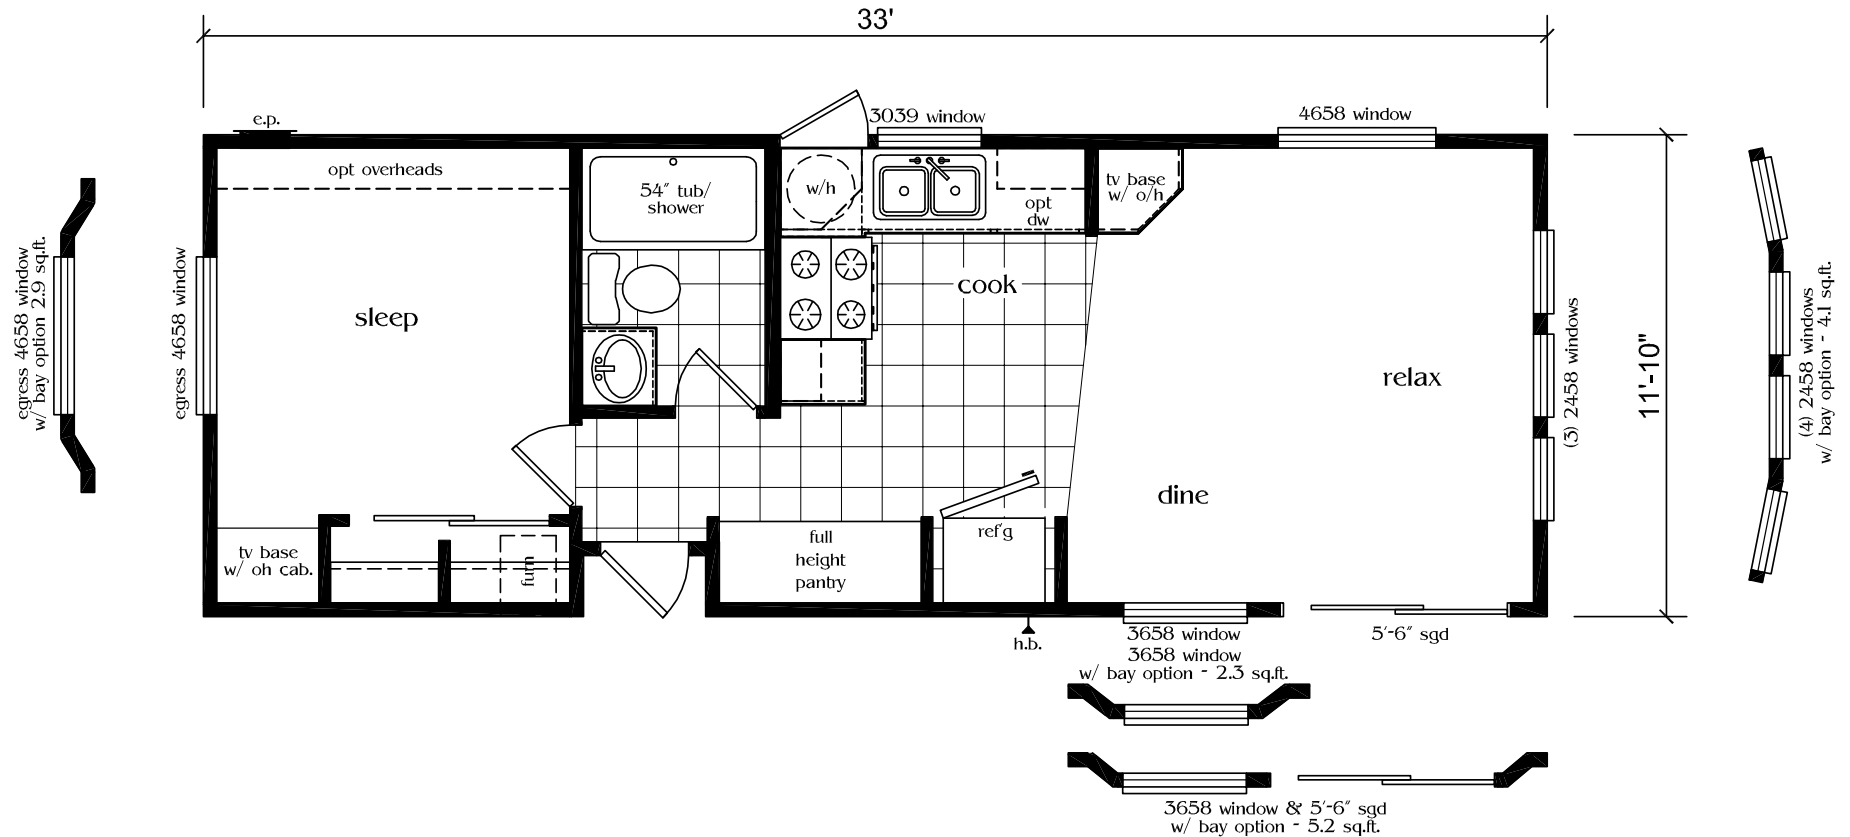 33'
e.p.
3039 window
4658 window
opt overheads
54" tub/
shower
w/h
opt
dw
tv base
w/ o/h
egress 4658 window
w/ bay option 2.9 sq.ft.
egress 4658 window
sleep
cook
relax
dine
(3) 2458 windows
11'-10"
(4) 2458 windows
w/ bay option - 4.1 sq.ft.
tv base
w/ oh cab.
furn
full
height
pantry
ref'g
h.b.
3658 window
5'-6" sgd
3658 window
w/ bay option - 2.3 sq.ft.
3658 window & 5'-6" sgd
w/ bay option - 5.2 sq.ft.